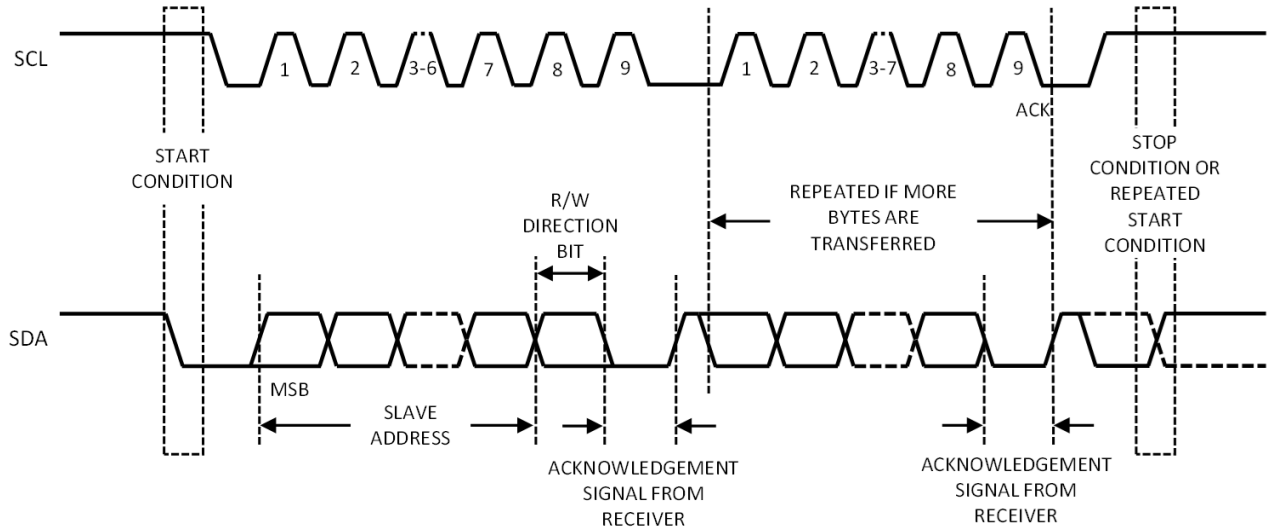 SCL
1
2
3-6
7
8
9
1
2
3-7
8
9
ACK
START
CONDITION
R/W
DIRECTION
BIT
REPEATED IF MORE
BYTES ARE
TRANSFERRED
STOP
CONDITION OR
REPEATED
START
CONDITION
SDA
MSB
SLAVE
ADDRESS
ACKNOWLEDGEMENT
SIGNAL FROM
RECEIVER
ACKNOWLEDGEMENT
SIGNAL FROM
RECEIVER